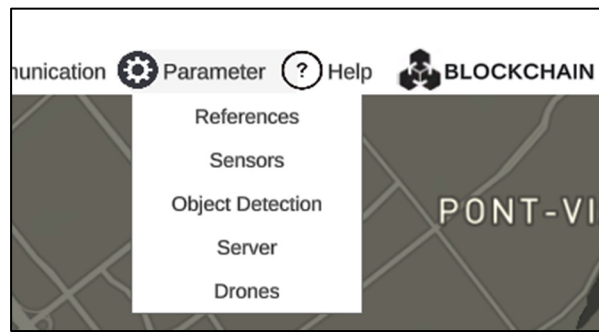 nunication Parameter ? Help BLOCKCHAIN
References
Sensors
Object Detection
PONT-VI
Server
Drones